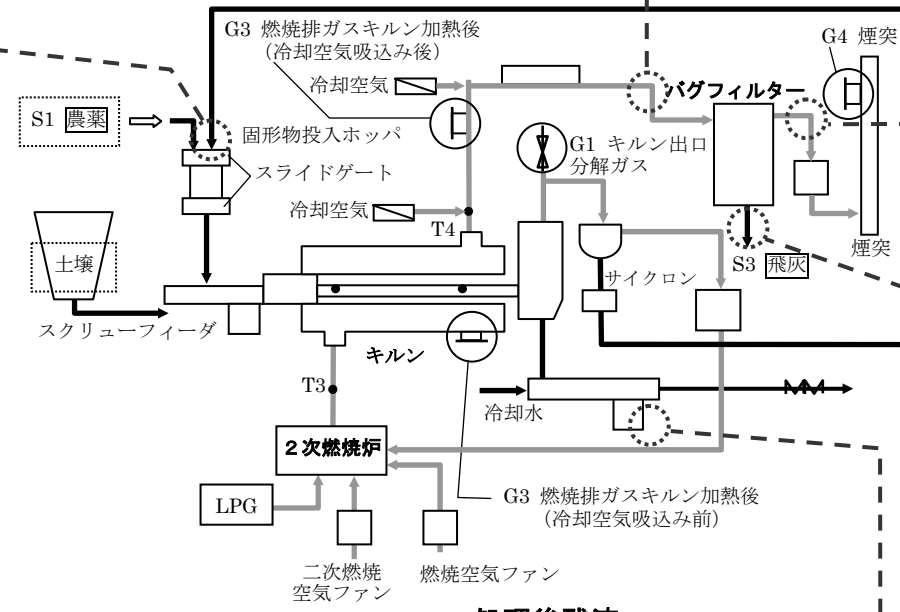 G3 燃焼排ガスキルン加熱後
（冷却空気吸込み後）
G4 煙突
冷却空気
バグフィルター
S1 農薬
固形物投入ホッパ
G1 キルン出口
分解ガス
スライドゲート
冷却空気
T4
煙突
土壌
S3 飛灰
サイクロン
スクリューフィーダ
キルン
T3
冷却水
２次燃焼炉
LPG
G3 燃焼排ガスキルン加熱後
（冷却空気吸込み前）
二次燃焼
空気ファン
燃焼空気ファン